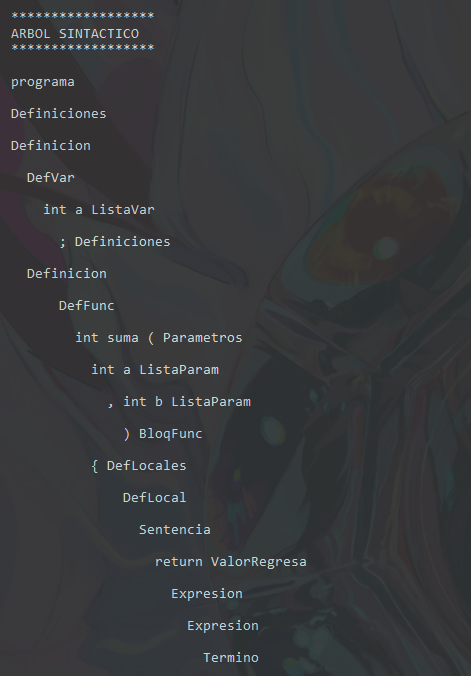 ******************
ARBOL SINTACTICO
******************
programa
Definiciones
Definicion
DefVar
int a ListaVar
; Definiciones
Definicion
DefFunc
int suma ( Parametros
int a ListaParam
, int b ListaParam
) BloqFunc
{ DefLocales
DefLocal
Sentencia
return ValorRegresa
Expresion
Expresion
Termino